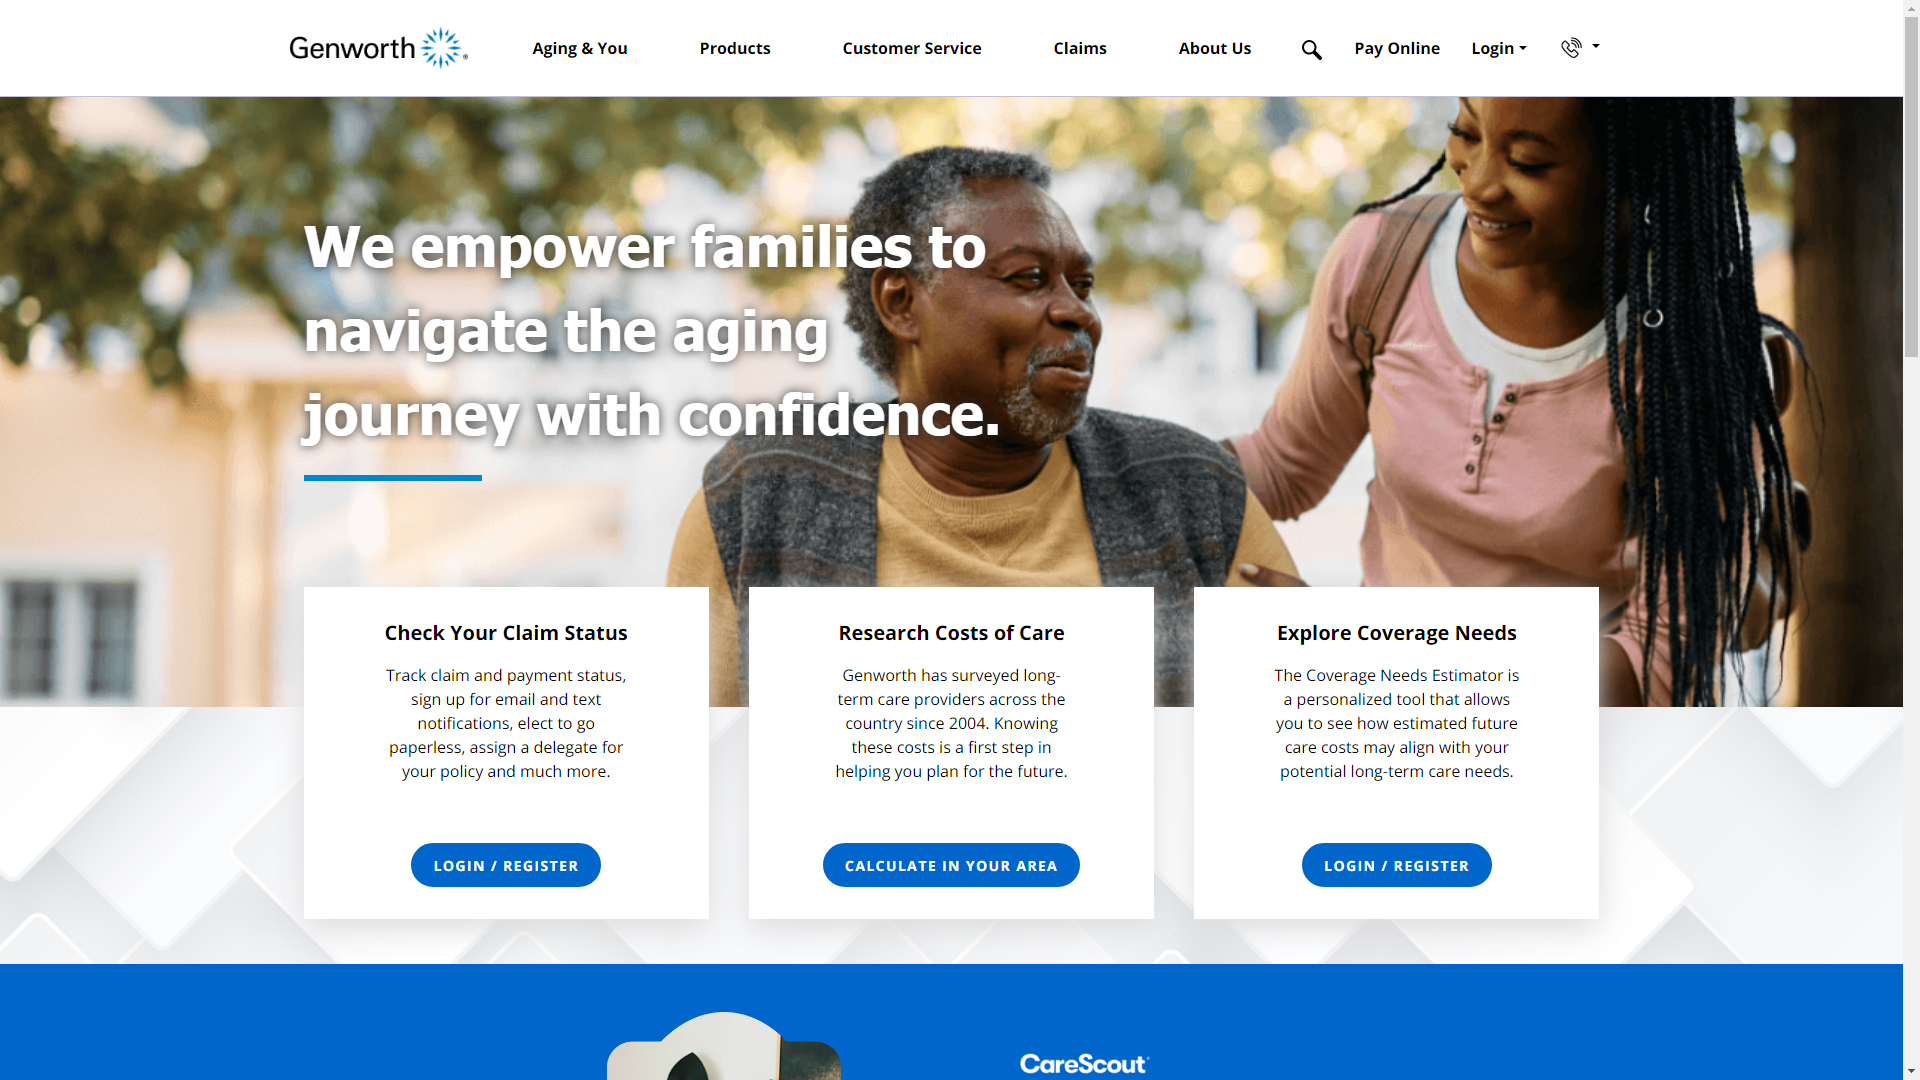 Genworth
Aging & You
Products
Customer Service
Claims
About Us
Pay Online
Login
We empower families to
navigate the aging
journey with confidence.
Check Your Claim Status
Track claim and payment status,
sign up for email and text
notifications, elect to go
paperless, assign a delegate for
your policy and much more.
LOGIN / REGISTER
Research Costs of Care
Genworth has surveyed long-
term care providers across the
country since 2004. Knowing
these costs is a first step in
helping you plan for the future.
CALCULATE IN YOUR AREA
Explore Coverage Needs
The Coverage Needs Estimator is
a personalized tool that allows
you to see how estimated future
care costs may align with your
potential long-term care needs.
LOGIN / REGISTER
CareScout